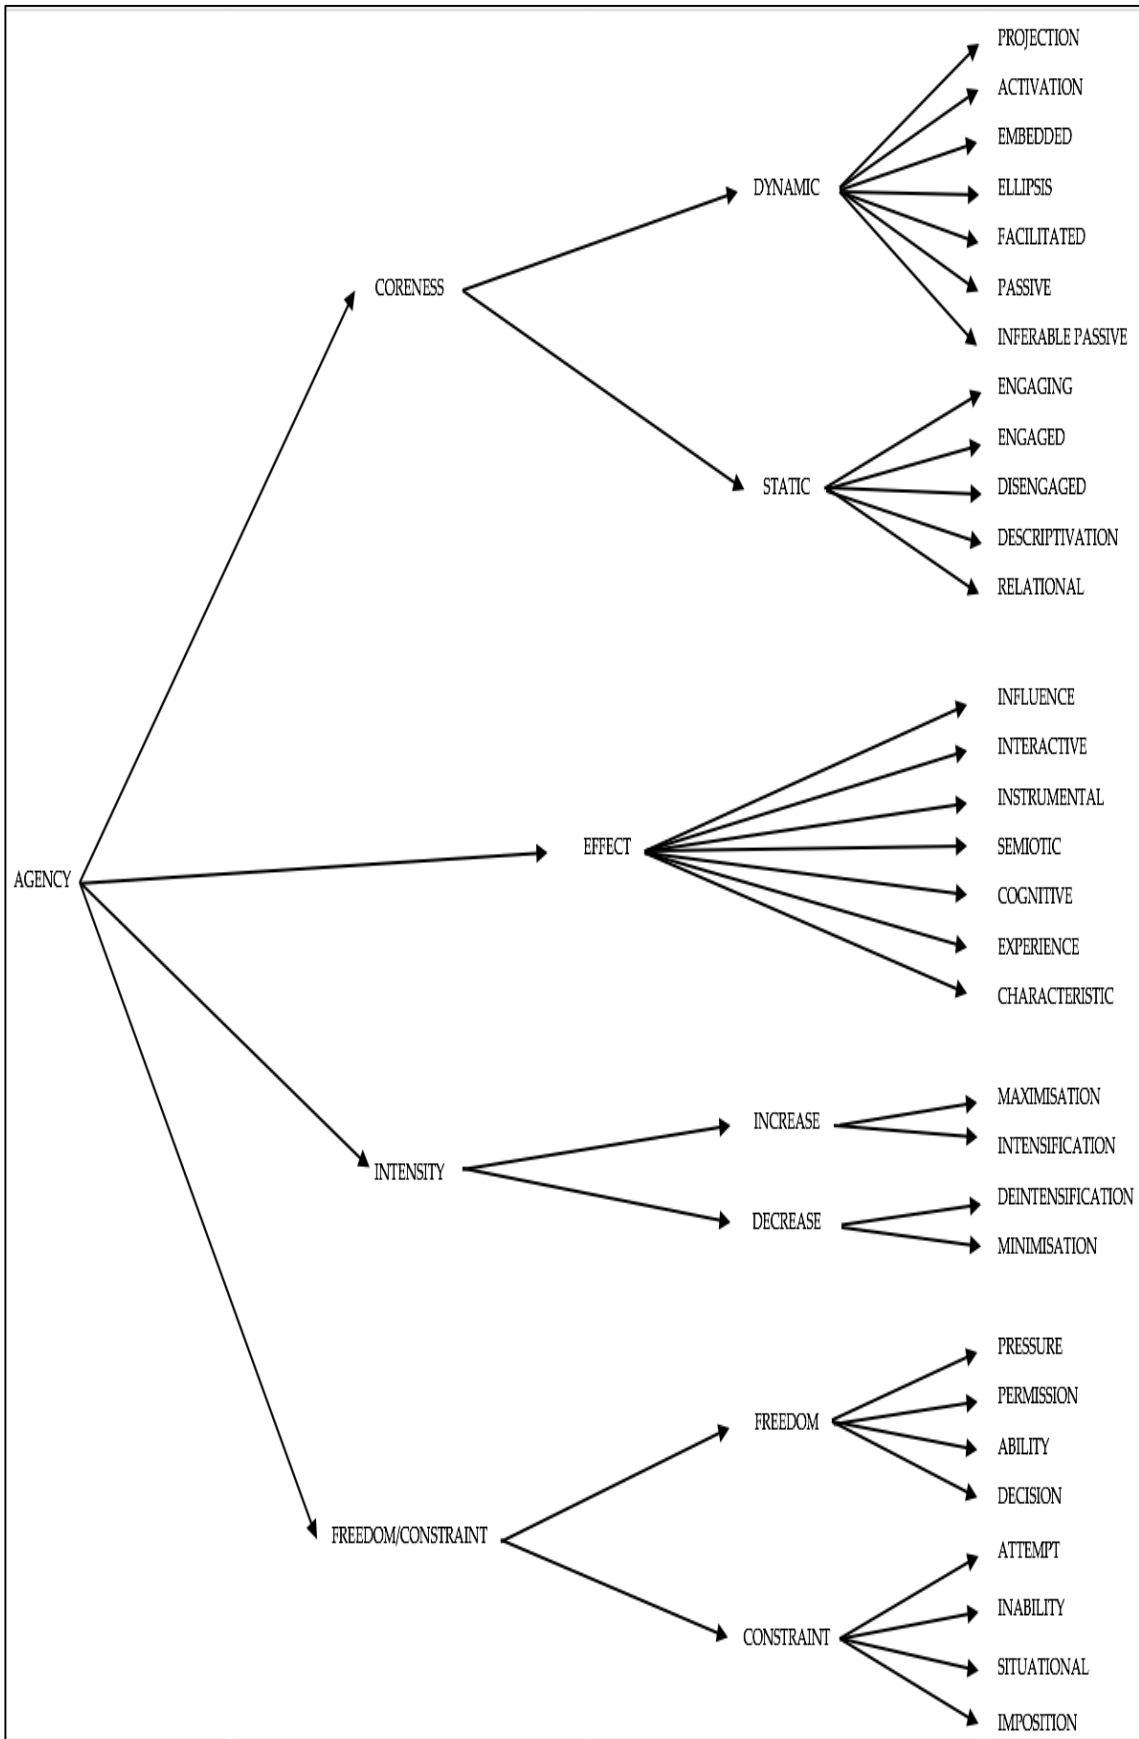 PROJECTION
ACTIVATION
EMBEDDED
DYNAMIC
ELLIPSIS
FACILITATED
CORENESS
PASSIVE
INFERABLE PASSIVE
ENGAGING
ENGAGED
STATIC
DISENGAGED
DESCRIPTIVATION
RELATIONAL
INFLUENCE
INTERACTIVE
INSTRUMENTAL
EFFECT
SEMIOTIC
AGENCY
COGNITIVE
EXPERIENCE
CHARACTERISTIC
MAXIMISATION
INCREASE
INTENSIFICATION
INTENSITY
DEINTENSIFICATION
DECREASE
MINIMISATION
PRESSURE
PERMISSION
FREEDOM
ABILITY
DECISION
FREEDOM/CONSTRAINT
ATTEMPT
INABILITY
CONSTRAINT
SITUATIONAL
IMPOSITION